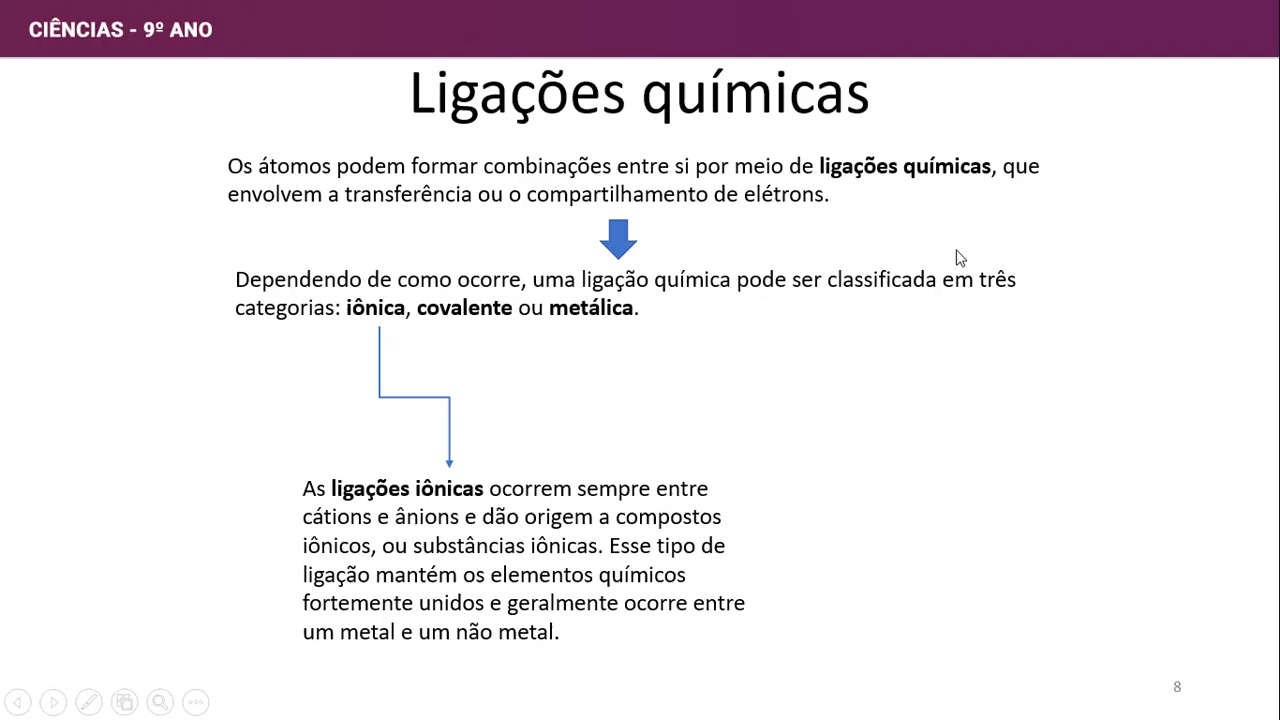 CIÊNCIAS - 9º ANO
Ligações químicas
Os átomos podem formar combinações entre si por meio de ligações químicas, que
envolvem a transferência ou o compartilhamento de elétrons.
Dependendo de como ocorre, uma ligação química pode ser classificada em três
categorias: iônica, covalente ou metálica.
As ligações iônicas ocorrem sempre entre
cátions e ânions e dão origem a compostos
iônicos, ou substâncias iônicas. Esse tipo de
ligação mantém os elementos químicos
fortemente unidos e geralmente ocorre entre
um metal e um não metal.
8